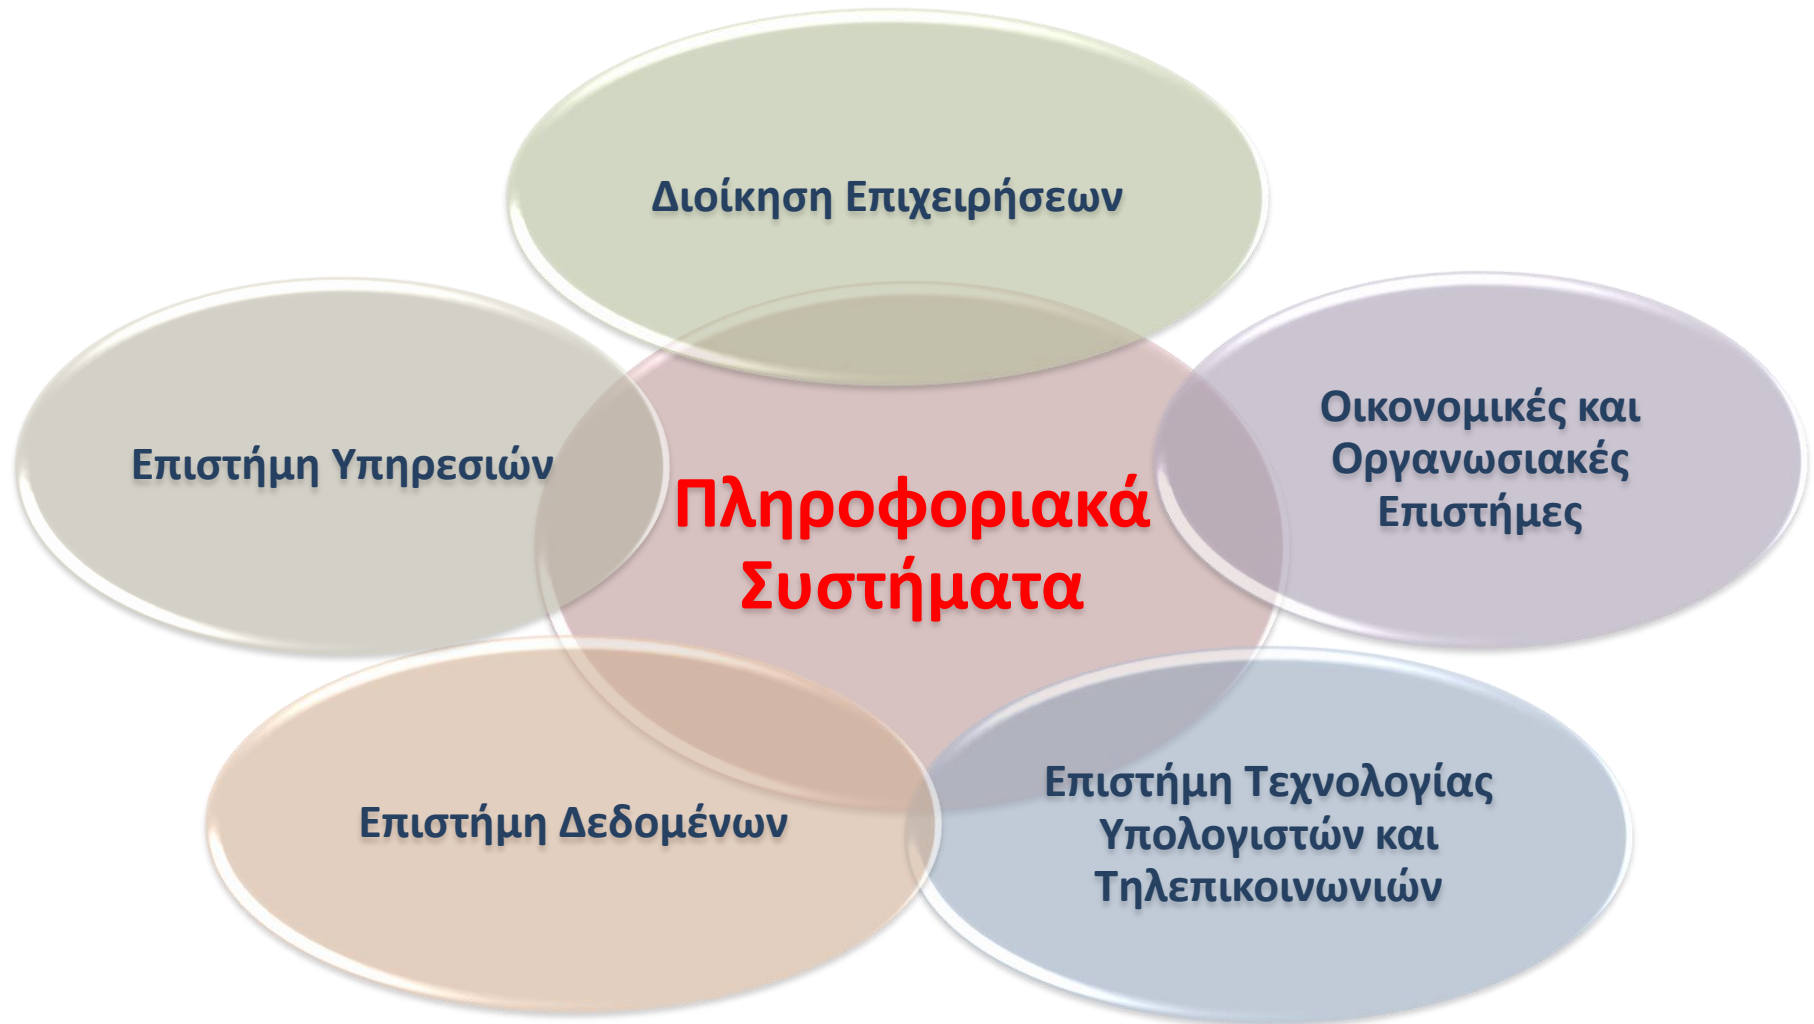 Διοίκηση Επιχειρήσεων
Επιστήμη Υπηρεσιών
Πληροφοριακά
Συστήματα
Οικονομικές και
Οργανωσιακές
Επιστήμες
Επιστήμη Δεδομένων
Επιστήμη Τεχνολογίας
Υπολογιστών και
Τηλεπικοινωνιών